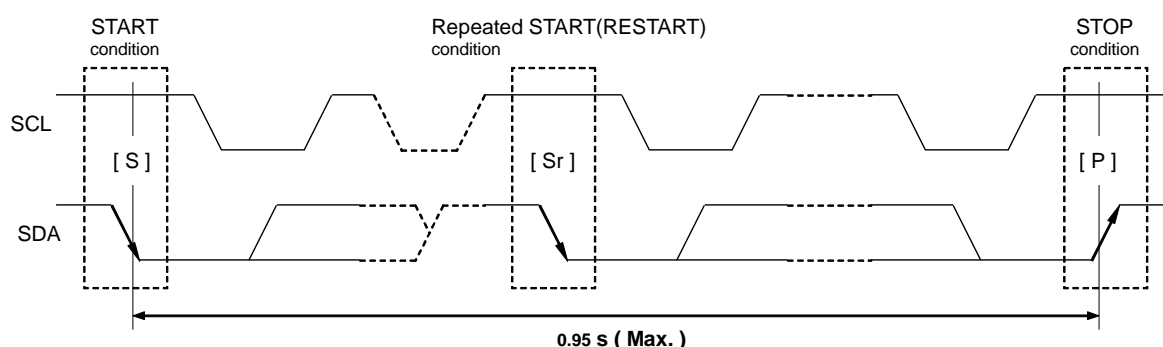 START
condition
Repeated START(RESTART)
condition
STOP
condition
SCL
[ S ]
[ Sr ]
[ P ]
SDA
0.95 s ( Max. )